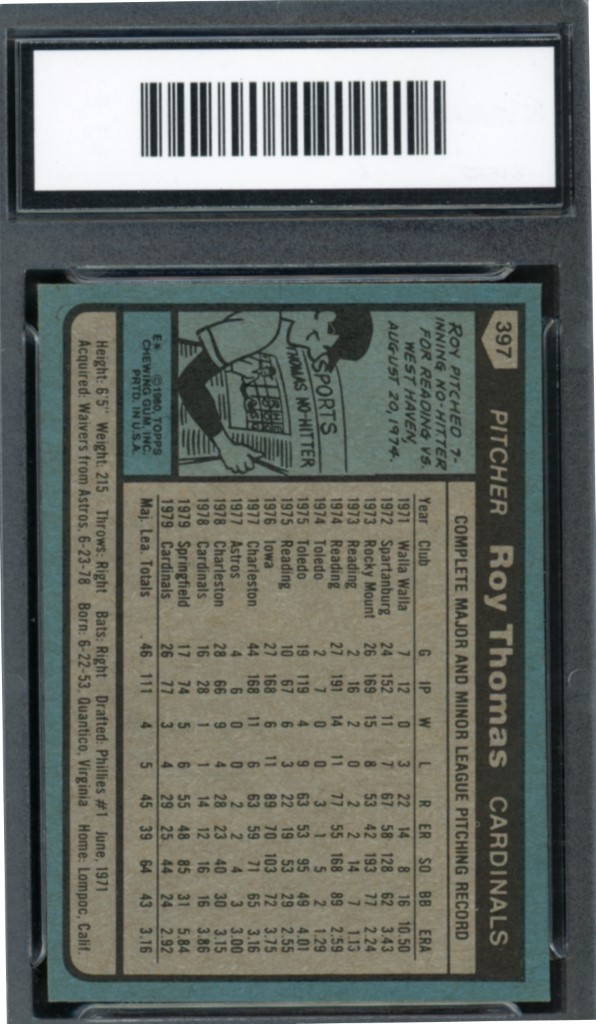 397 PITCHER Roy Thomas CARDINALS
ROY PITCHED 7-
INNING NO-HITTER
FOR READING VS.
WEST HAVEN,
AUGUST 20, 1974.
SPORTS
THOMAS NO-HITTER
E* © 1980, TOPPS
CHEWING GUM, INC.
PRTD. IN U.S.A.
COMPLETE MAJOR AND MINOR LEAGUE PITCHING RECORD
Year Club G IP W L R ER SO BB ERA
1971 Walla Walla 7 12 0 3 22 14 8 16 10.50
1972 Spartanburg 24 152 11 7 67 58 128 62 3.43
1973 Rocky Mount 26 169 15 8 53 42 193 77 2.24
1973 Reading 2 16 2 0 2 2 14 7 1.13
1974 Reading 27 191 14 11 77 55 168 89 2.59
1974 Toledo 2 7 0 0 3 1 5 2 1.29
1975 Toledo 19 119 4 9 63 53 95 49 4.01
1975 Reading 10 67 6 3 22 19 53 29 2.55
1976 Iowa 27 168 6 11 89 70 103 72 3.75
1977 Charleston 44 168 11 6 63 59 71 65 3.16
1977 Astros 4 6 0 0 2 2 4 3 3.00
1978 Charleston 28 66 9 4 28 23 40 30 3.15
1978 Cardinals 16 28 1 1 14 12 16 16 3.86
1979 Springfield 17 74 5 6 55 48 85 31 5.84
1979 Cardinals 26 77 3 4 29 25 44 24 2.92
Maj. Lea. Totals 46 111 4 5 45 39 64 43 3.16
Height: 6'5" Weight: 215 Throws: Right Bats: Right Drafted: Phillies #1 June, 1971
Acquired: Waivers from Astros, 6-23-78 Born: 6-22-53, Quantico, Virginia Home: Lompoc, Calif.